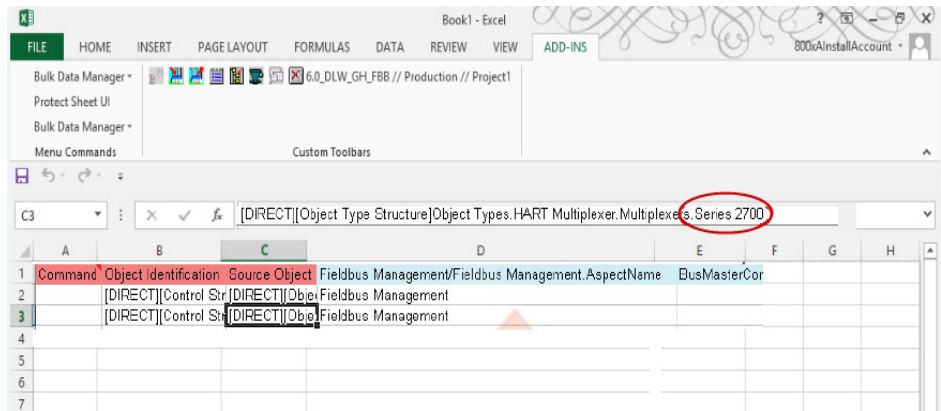 Book1 - Excel
FILE HOME INSERT PAGE LAYOUT FORMULAS DATA REVIEW VIEW ADD-INS 800xAInstallAccount
Bulk Data Manager 6.0_DLW_GH_FBB // Production // Project1
Protect Sheet UI
Bulk Data Manager
Menu Commands Custom Toolbars
C3 fx [DIRECT][Object Type Structure]Object Types.HART Multiplexer.Multiplexers.Series 2700
A B C D E F G H
1 Command Object Identification Source Object Fieldbus Management/Fieldbus Management.AspectName BusMasterCor
2 [DIRECT][Control Str [DIRECT][Objec Fieldbus Management
3 [DIRECT][Control Str [DIRECT][Objec Fieldbus Management
4
5
6
7